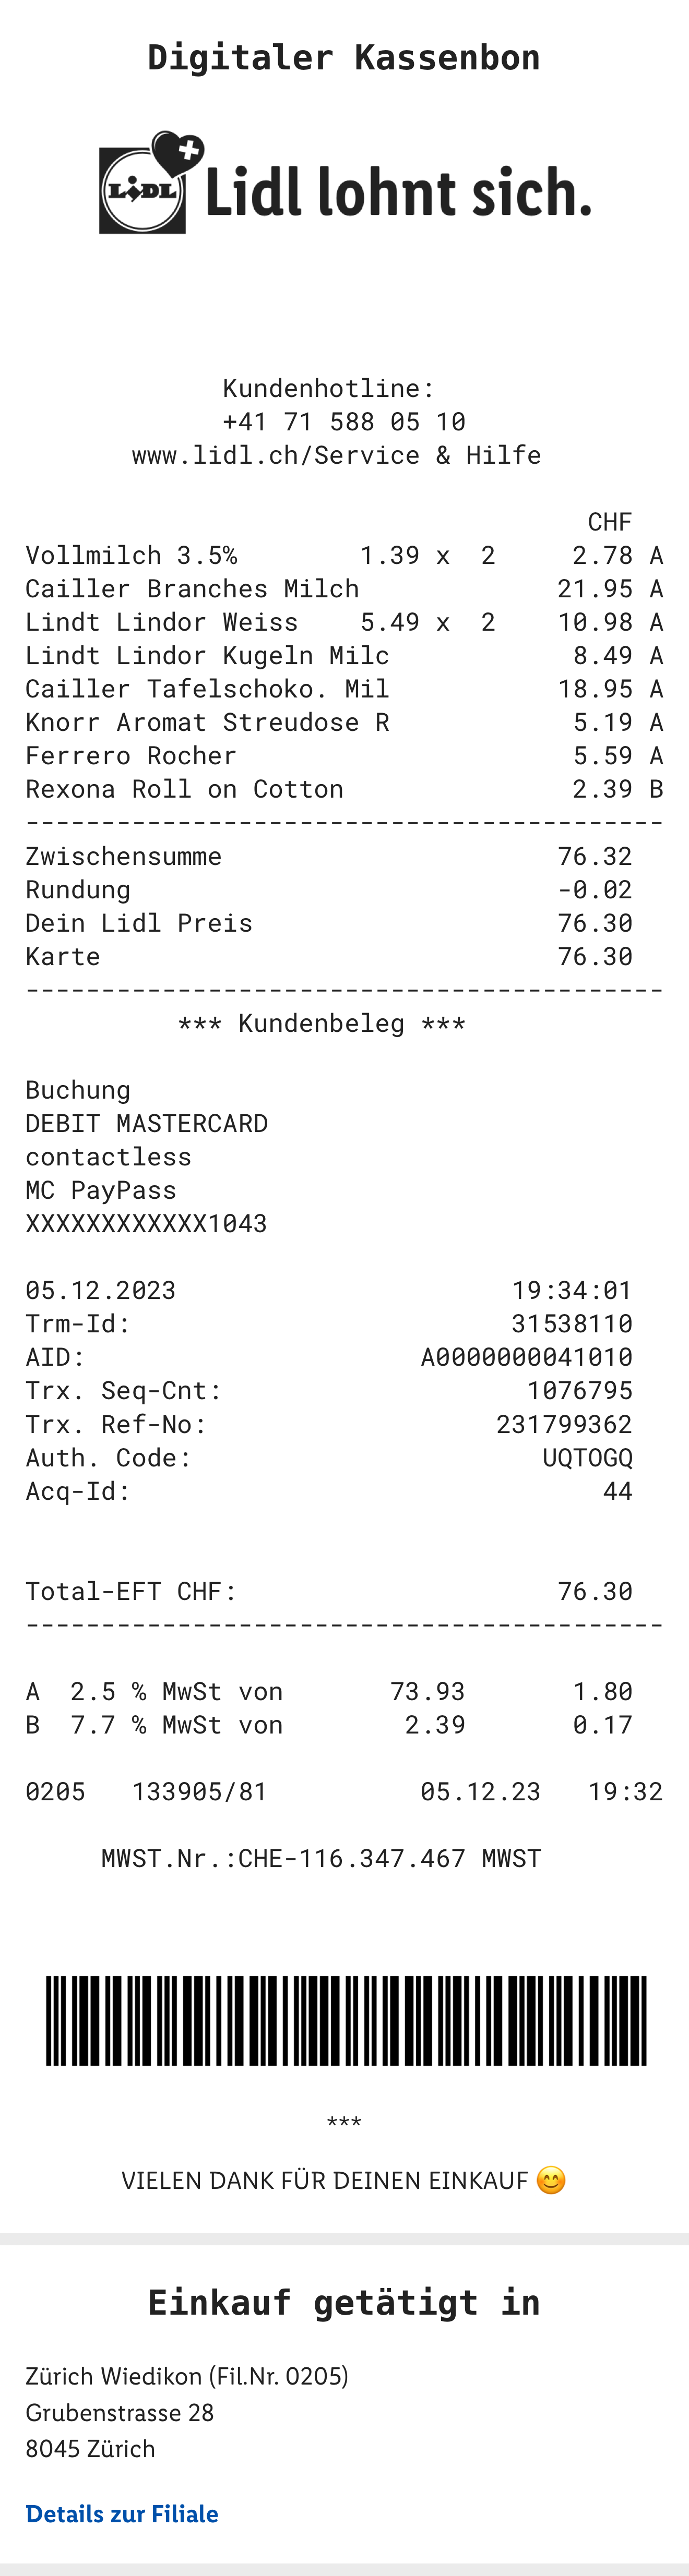 Digitaler Kassenbon
LIDL Lidl lohnt sich.
Kundenhotline:
+41 71 588 05 10
www.lidl.ch/Service & Hilfe
CHF
Vollmilch 3.5% 1.39 x 2 2.78 A
Cailler Branches Milch 21.95 A
Lindt Lindor Weiss 5.49 x 2 10.98 A
Lindt Lindor Kugeln Milc 8.49 A
Cailler Tafelschoko. Mil 18.95 A
Knorr Aromat Streudose R 5.19 A
Ferrero Rocher 5.59 A
Rexona Roll on Cotton 2.39 B
------------------------------------------
Zwischensumme 76.32
Rundung -0.02
Dein Lidl Preis 76.30
Karte 76.30
------------------------------------------
*** Kundenbeleg ***
Buchung
DEBIT MASTERCARD
contactless
MC PayPass
XXXXXXXXXXXX1043
05.12.2023 19:34:01
Trm-Id: 31538110
AID: A0000000041010
Trx. Seq-Cnt: 1076795
Trx. Ref-No: 231799362
Auth. Code: UQTOGQ
Acq-Id: 44
Total-EFT CHF: 76.30
------------------------------------------
A 2.5 % MwSt von 73.93 1.80
B 7.7 % MwSt von 2.39 0.17
0205 133905/81 05.12.23 19:32
MWST.Nr.:CHE-116.347.467 MWST
***
VIELEN DANK FÜR DEINEN EINKAUF 😊
Einkauf getätigt in
Zürich Wiedikon (Fil.Nr. 0205)
Grubenstrasse 28
8045 Zürich
Details zur Filiale